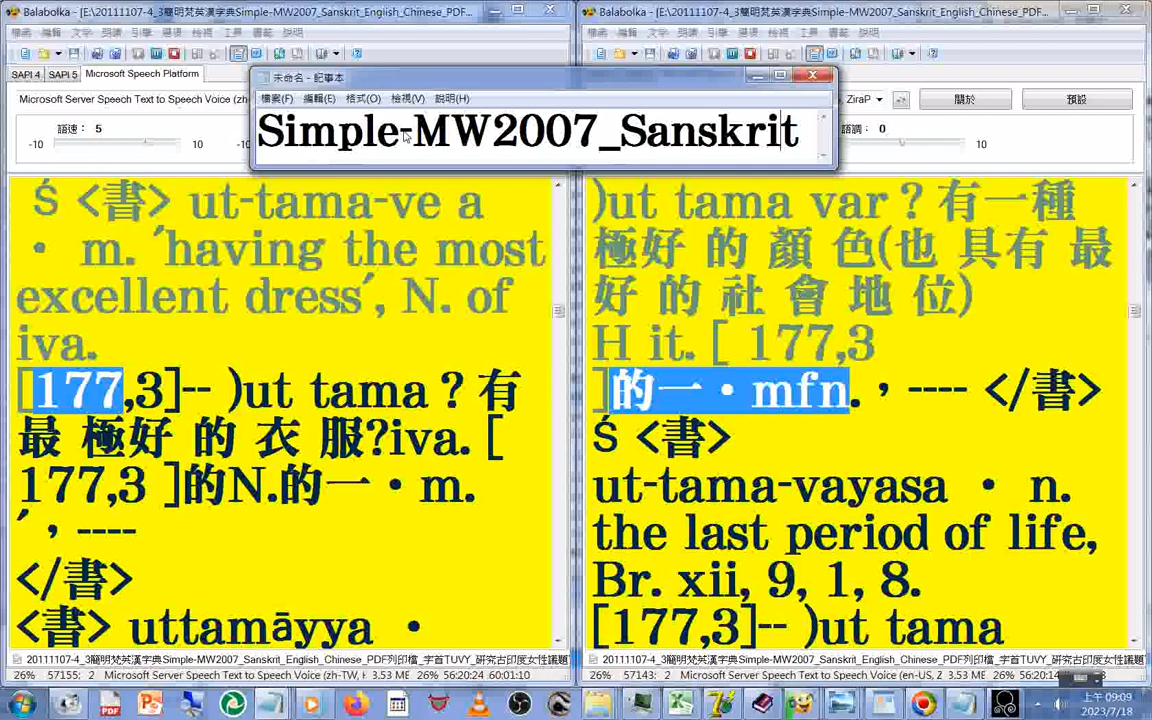 Balabolka - [E:\20111107-4_3簡明梵英漢字典Simple-MW2007_Sanskrit_English_Chinese_PDF...
Balabolka - [E:\20111107-4_3簡明梵英漢字典Simple-MW2007_Sanskrit_English_Chinese_PDF...
SAPI 4 SAPI 5 Microsoft Speech Platform
未命名 - 記事本
檔案(F) 編輯(E) 格式(O) 檢視(V) 說明(H)
Simple-MW2007_Sanskrit
Microsoft Server Speech Text to Speech Voice (zh-
語速： 5
-10 10
-10
, ZiraP
關於
預設
語調： 0
10
Ś <書> ut-tama-ve a
• m. ´having the most
excellent dress´, N. of
iva.
[177,3]-- )ut tama？有
最 極好 的 衣 服?iva. [
177,3 ]的N.的一•m.
´，----
</書>
<書> uttamāyya •
)ut tama var？有一種
極好 的 顏 色(也 具有 最
好 的 社 會 地 位)
H it. [ 177,3
]的一•mfn.，---- </書>
Ś <書>
ut-tama-vayasa • n.
the last period of life,
Br. xii, 9, 1, 8.
[177,3]-- )ut tama
20111107-4_3簡明梵英漢字典Simple-MW2007_Sanskrit_English_Chinese_PDF列印檔_字首TUVY_研究古印度女性議題
20111107-4_3簡明梵英漢字典Simple-MW2007_Sanskrit_English_Chinese_PDF列印檔_字首TUVY_研究古印度女性議題
26% 57155: 2 Microsoft Server Speech Text to Speech Voice (zh-TW, 3.53 MB 56:20:24 60:01:10
26% 57143: 2 Microsoft Server Speech Text to Speech Voice (en-US, Z 3.53 MB 56:20:14
上午 09:09
2023/7/18